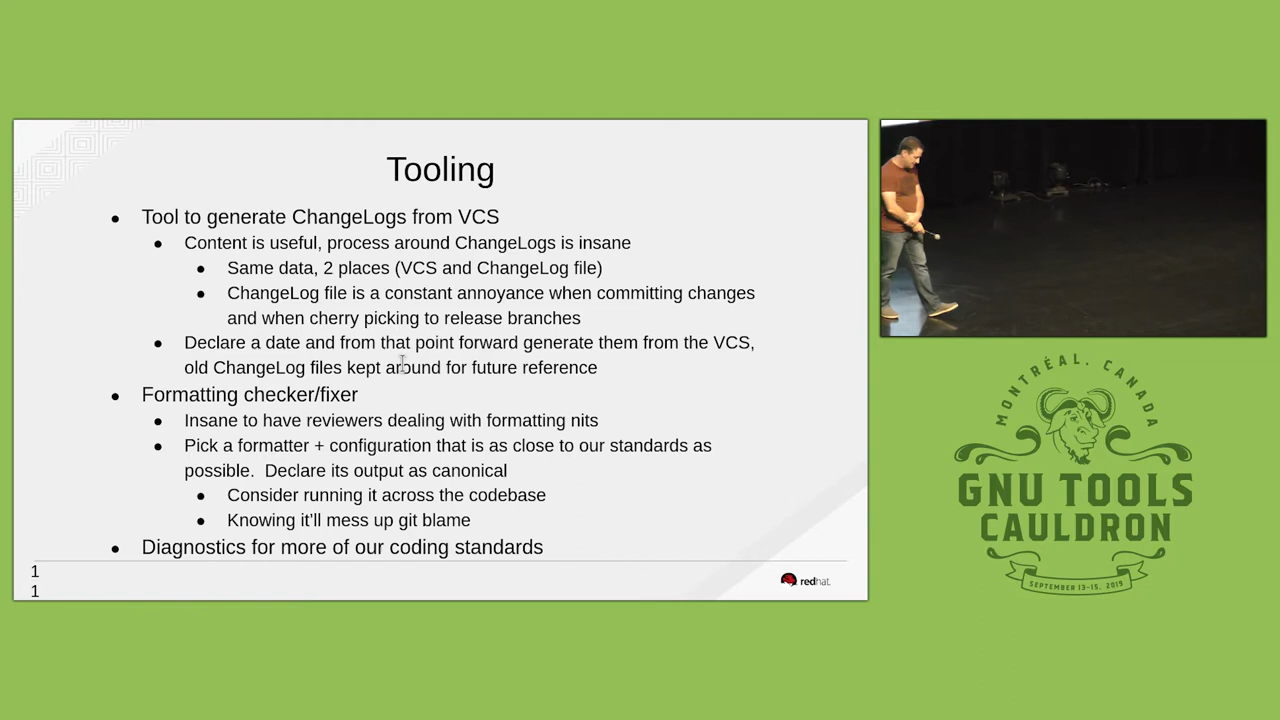 Tooling
● Tool to generate ChangeLogs from VCS
● Content is useful, process around ChangeLogs is insane
● Same data, 2 places (VCS and ChangeLog file)
● ChangeLog file is a constant annoyance when committing changes
and when cherry picking to release branches
● Declare a date and from that point forward generate them from the VCS,
old ChangeLog files kept around for future reference
● Formatting checker/fixer
● Insane to have reviewers dealing with formatting nits
● Pick a formatter + configuration that is as close to our standards as
possible.  Declare its output as canonical
● Consider running it across the codebase
● Knowing it'll mess up git blame
● Diagnostics for more of our coding standards
1
1
redhat.
MONTRÉAL, CANADA
GNU TOOLS
CAULDRON
SEPTEMBER 13-15, 2019